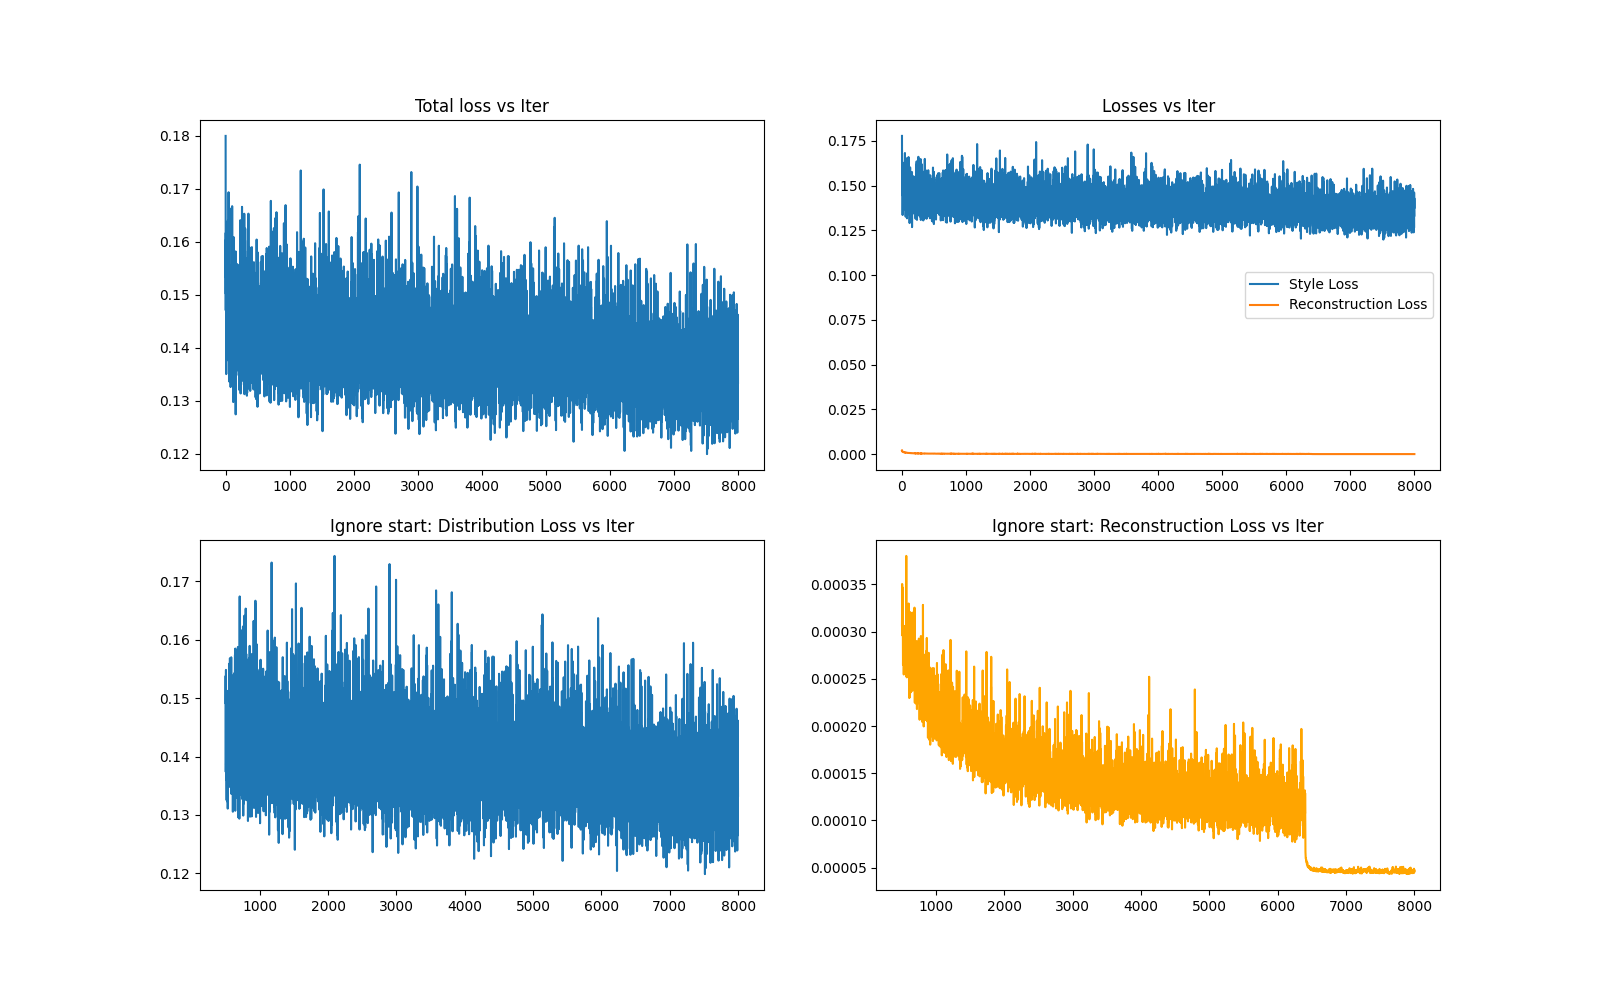 Total loss vs Iter
0.18
0.17
0.16
0.15
0.14
0.13
0.12
0 1000 2000 3000 4000 5000 6000 7000 8000
Losses vs Iter
0.175
0.150
0.125
0.100
0.075
0.050
0.025
0.000
Style Loss
Reconstruction Loss
0 1000 2000 3000 4000 5000 6000 7000 8000
Ignore start: Distribution Loss vs Iter
0.17
0.16
0.15
0.14
0.13
0.12
1000 2000 3000 4000 5000 6000 7000 8000
Ignore start: Reconstruction Loss vs Iter
0.00035
0.00030
0.00025
0.00020
0.00015
0.00010
0.00005
1000 2000 3000 4000 5000 6000 7000 8000